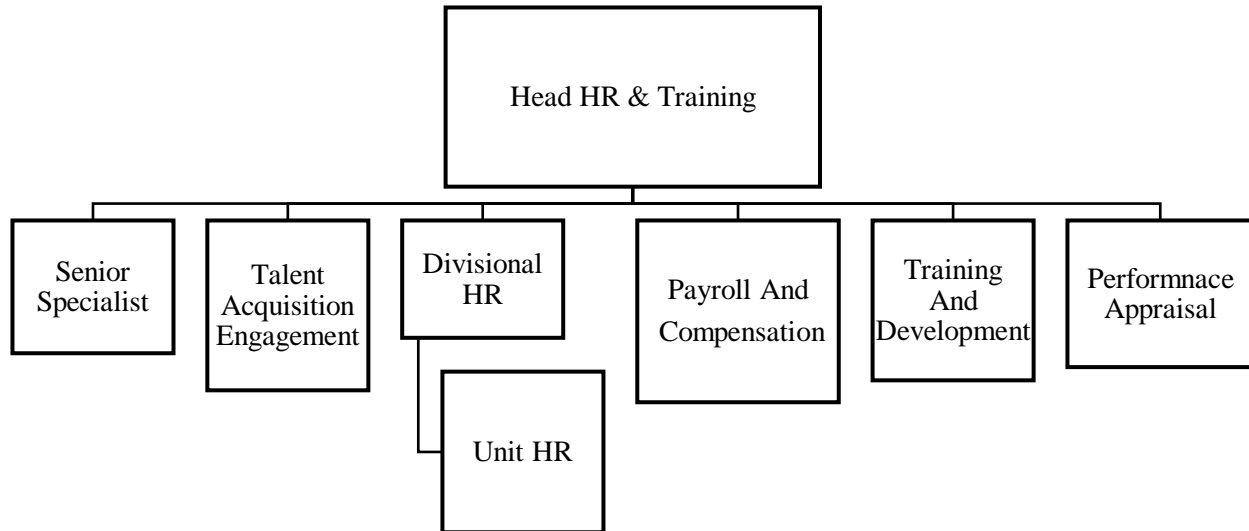 Head HR & Training
Senior
Specialist
Talent
Acquisition
Engagement
Divisional
HR
Payroll And
Compensation
Training
And
Development
Performnace
Appraisal
Unit HR